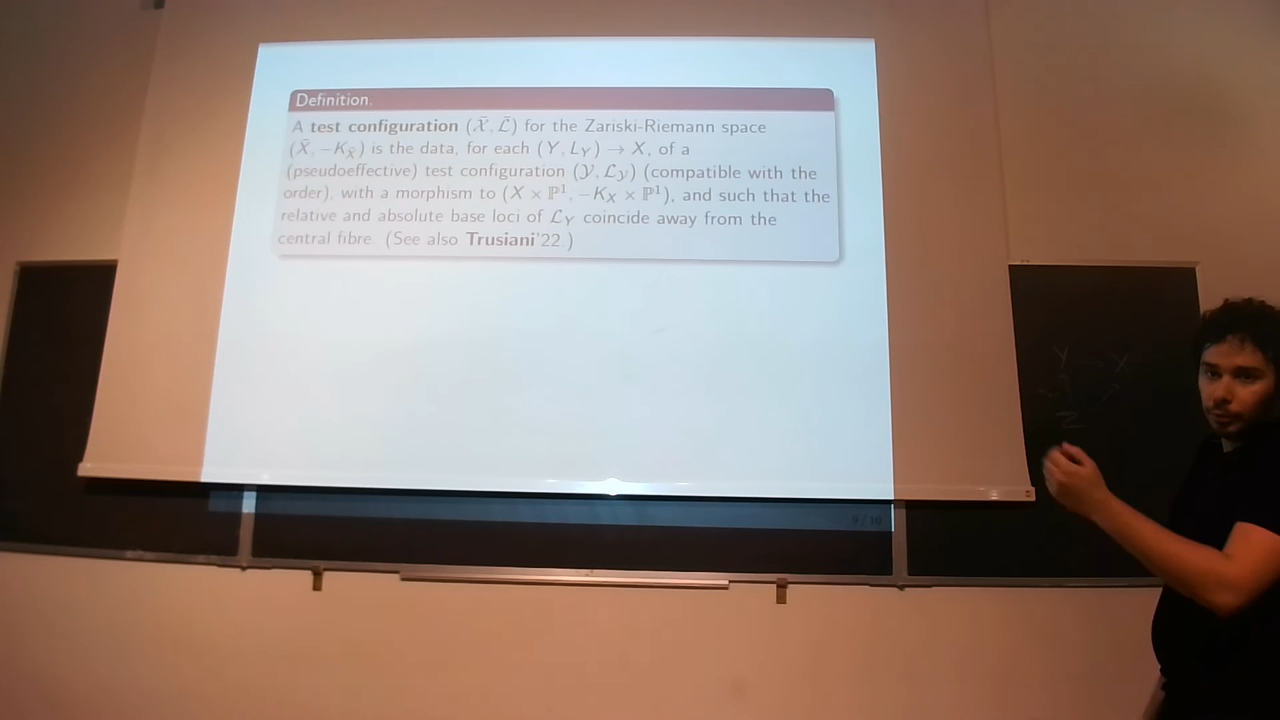 Definition.
A test configuration (𝒳̄, ℒ̄) for the Zariski-Riemann space
(X̄, −K_X̄) is the data, for each (Y, L_Y) → X, of a
(pseudoeffective) test configuration (𝒴, ℒ_𝒴) (compatible with the
order), with a morphism to (X × ℙ¹, −K_X × ℙ¹), and such that the
relative and absolute base loci of ℒ_Y coincide away from the
central fibre. (See also Trusiani'22.)
9 / 10
Y → X
Z